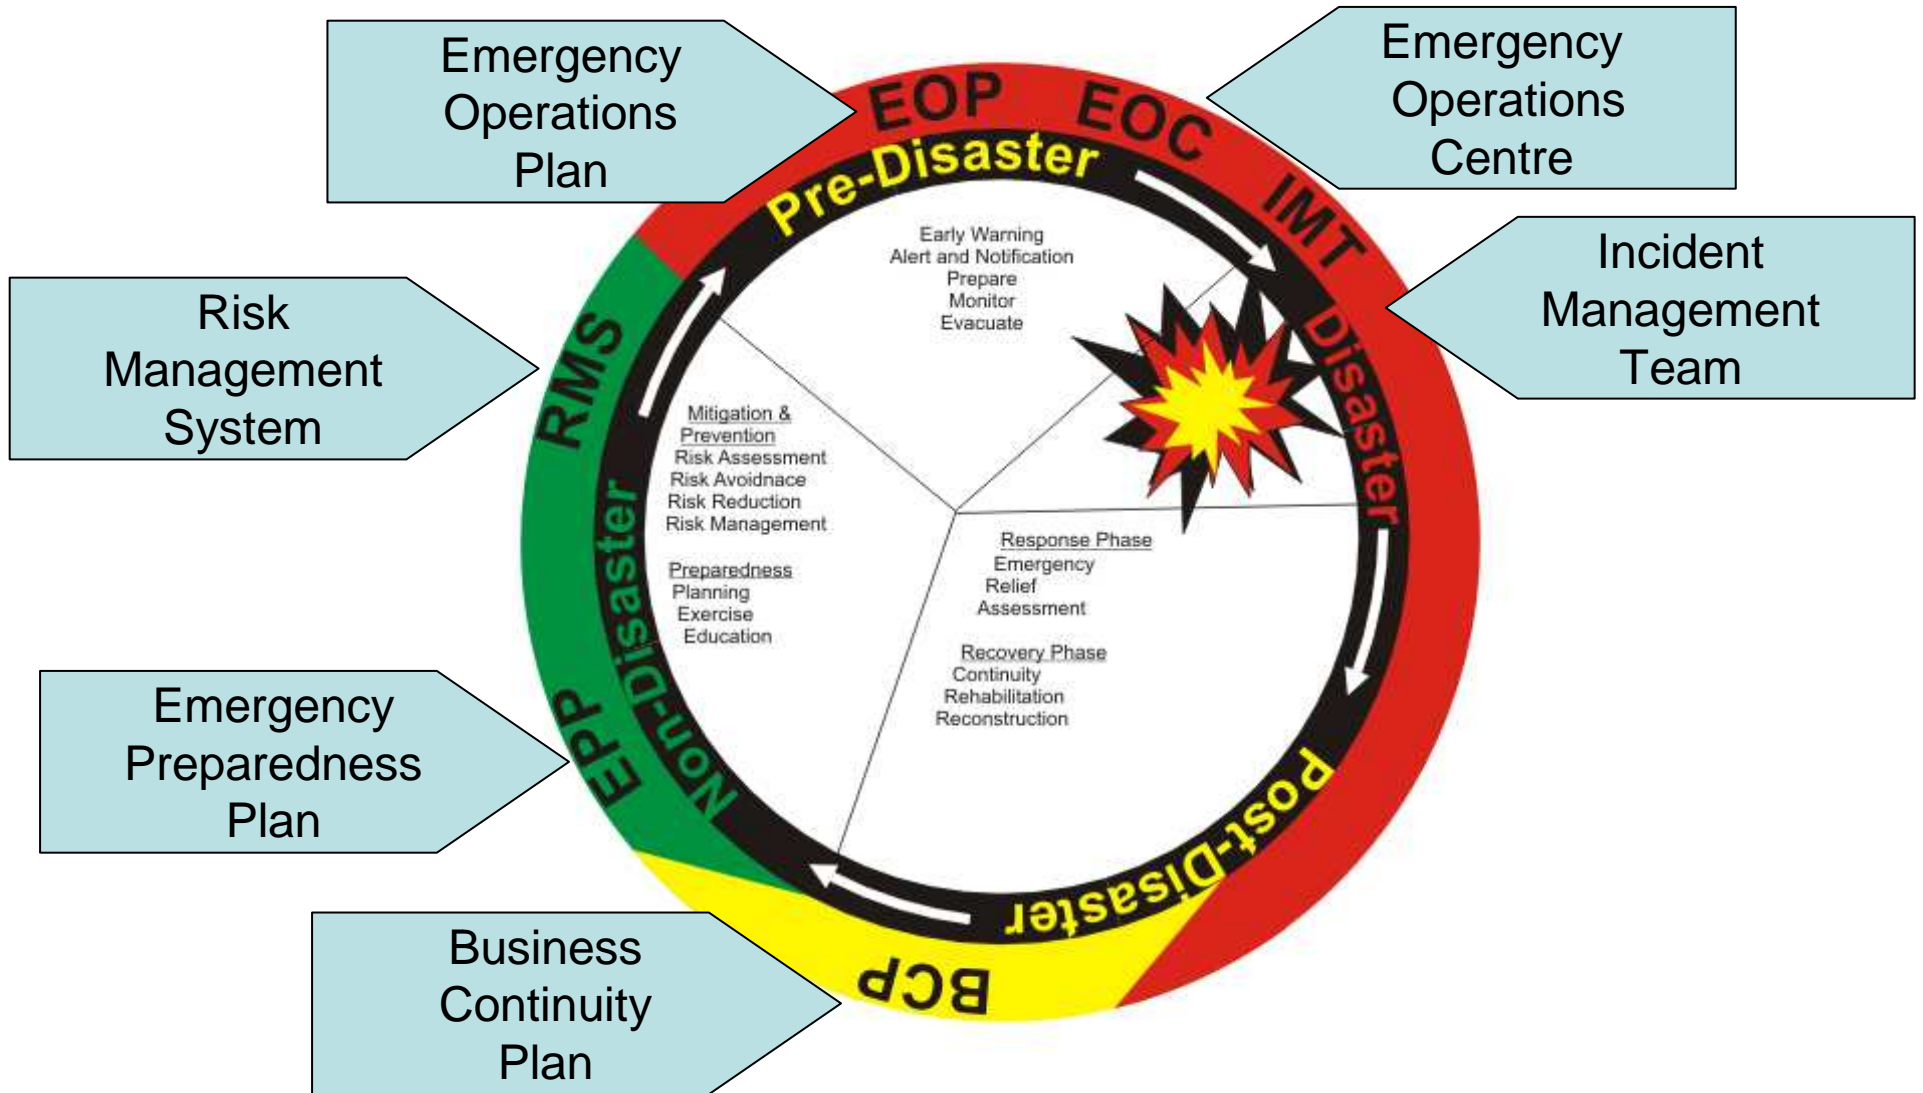 Emergency
Operations
Plan
Emergency
Operations
Centre
EOP
EOC
IMT
Pre-Disaster
Early Warning
Alert and Notification
Prepare
Monitor
Evacuate
Incident
Management
Team
Disaster
Risk
Management
System
RMS
Mitigation &
Prevention
Risk Assessment
Risk Avoidnace
Risk Reduction
Risk Management
Preparedness
Planning
Exercise
Education
Non-Disaster
Response Phase
Emergency
Relief
Assessment
Recovery Phase
Continuity
Rehabilitation
Reconstruction
Emergency
Preparedness
Plan
EPP
Post-Disaster
Business
Continuity
Plan
BCP